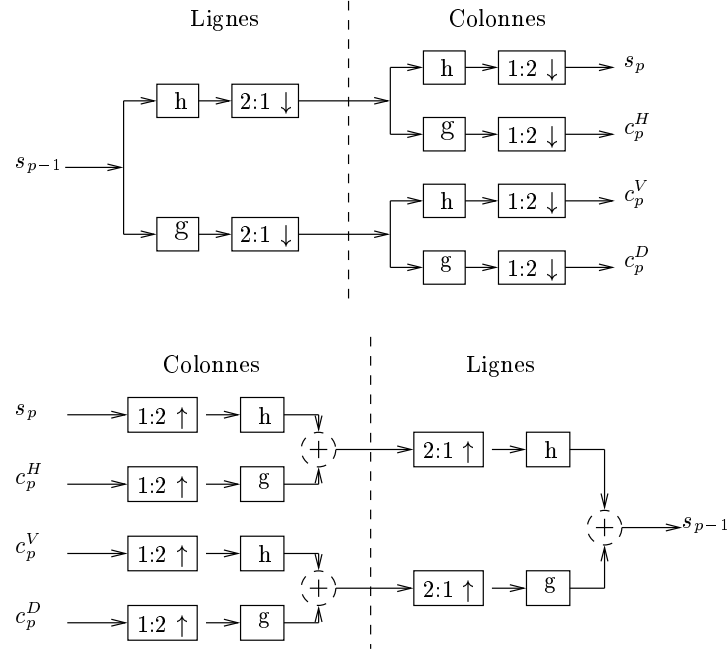 Lignes Colonnes
h 1:2 ↓ s_p
h 2:1 ↓
g 1:2 ↓ c_p^H
s_{p-1}
h 1:2 ↓ c_p^V
g 2:1 ↓
g 1:2 ↓ c_p^D
Colonnes Lignes
s_p 1:2 ↑ h
+ 2:1 ↑ h
c_p^H 1:2 ↑ g
+ s_{p-1}
c_p^V 1:2 ↑ h
+ 2:1 ↑ g
c_p^D 1:2 ↑ g